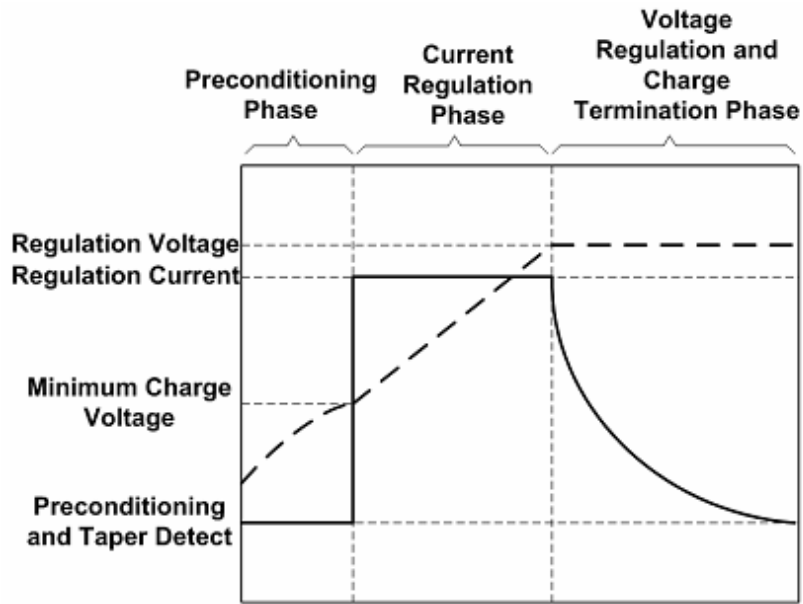 Preconditioning
Phase
Current
Regulation
Phase
Voltage
Regulation and
Charge
Termination Phase
Regulation Voltage
Regulation Current
Minimum Charge
Voltage
Preconditioning
and Taper Detect